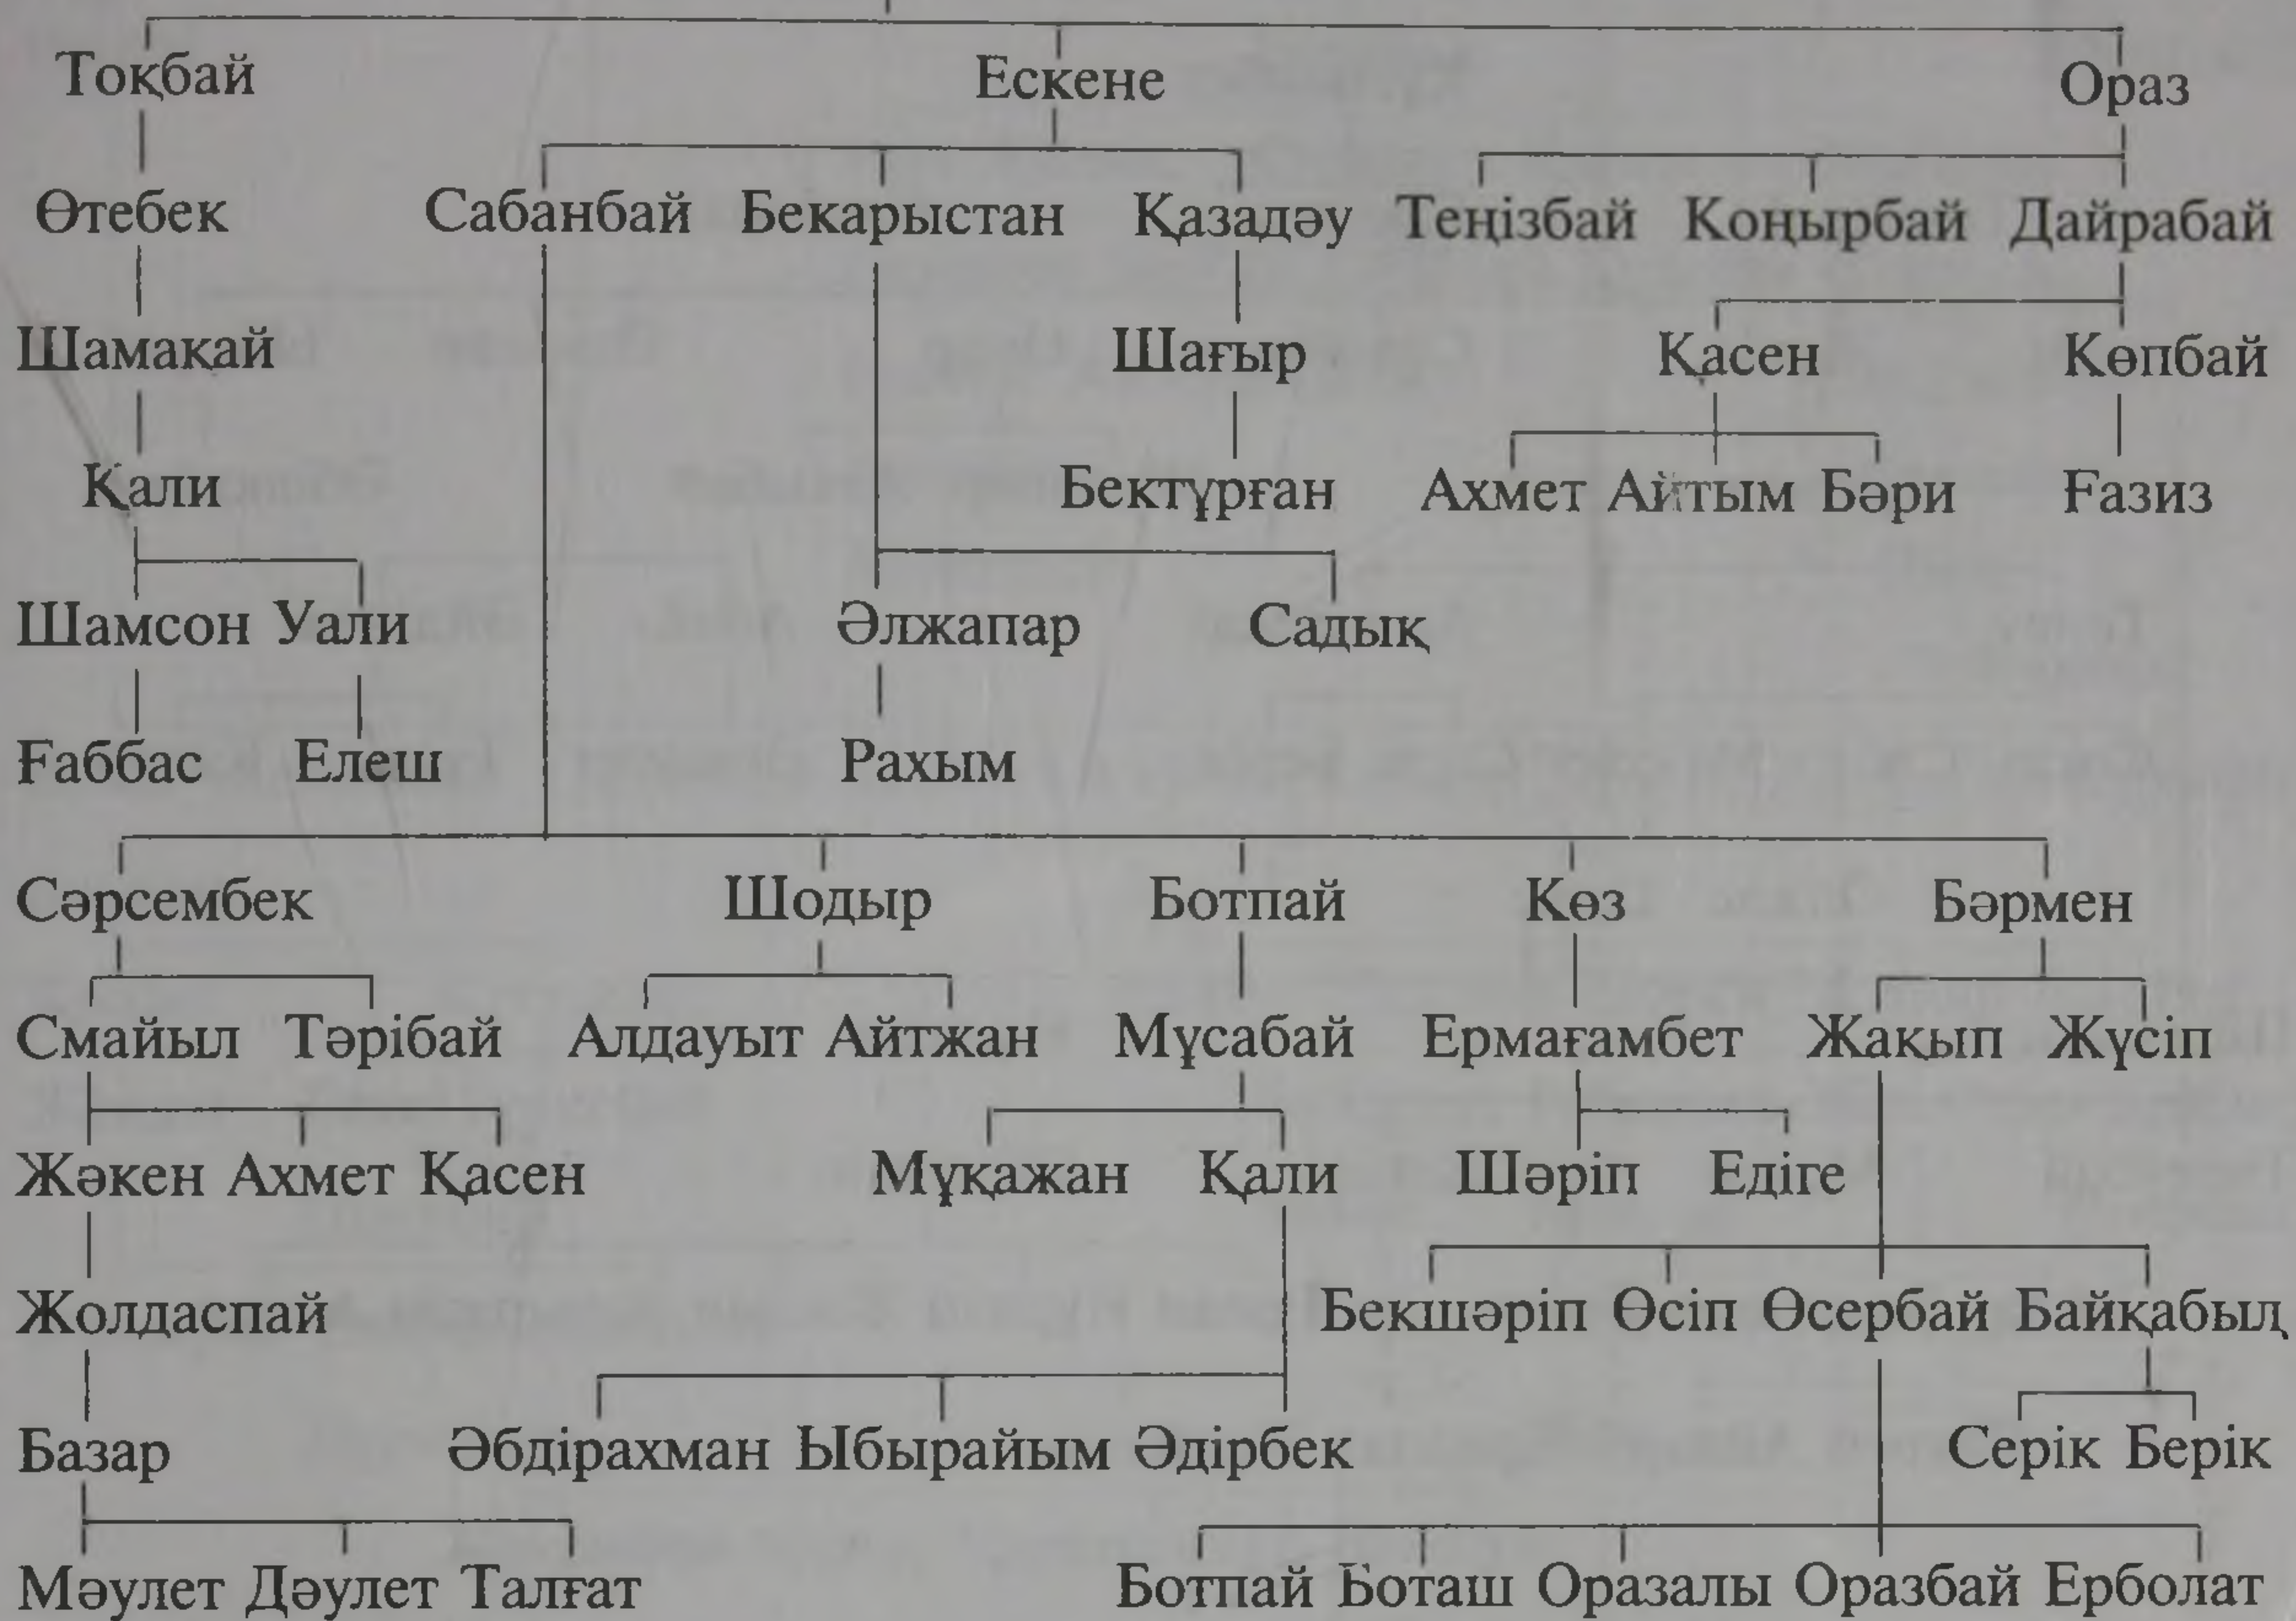 Тоқбай Ескене Ораз
Өтебек Сабанбай Бекарыстан Қазадәу Теңізбай Коңырбай Дайрабай
Шамақай Шағыр Қасен Көпбай
Қали Бектұрған Ахмет Айтым Бәри Ғазиз
Шамсон Уали Әлжапар Садық
Ғаббас Елеш Рахым
Сәрсембек Шодыр Ботпай Көз Бәрмен
Смайыл Тәрібай Алдауыт Айтжан Мұсабай Ермағамбет Жақып Жүсіп
Жәкен Ахмет Қасен Мұқажан Қали Шәріп Едіге
Жолдаспай Бекшәріп Өсіп Өсербай Байқабыл
Базар Әбдірахман Ыбырайым Әдірбек Серік Берік
Мәулет Дәулет Талғат Ботпай Боташ Оразалы Оразбай Ерболат